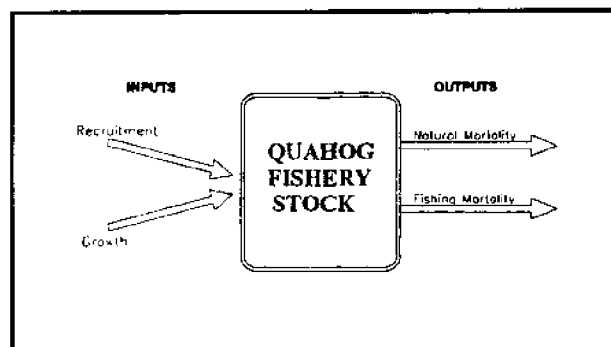 INPUTS
OUTPUTS
Recruitment
Growth
QUAHOG
FISHERY
STOCK
Natural Mortality
Fishing Mortality